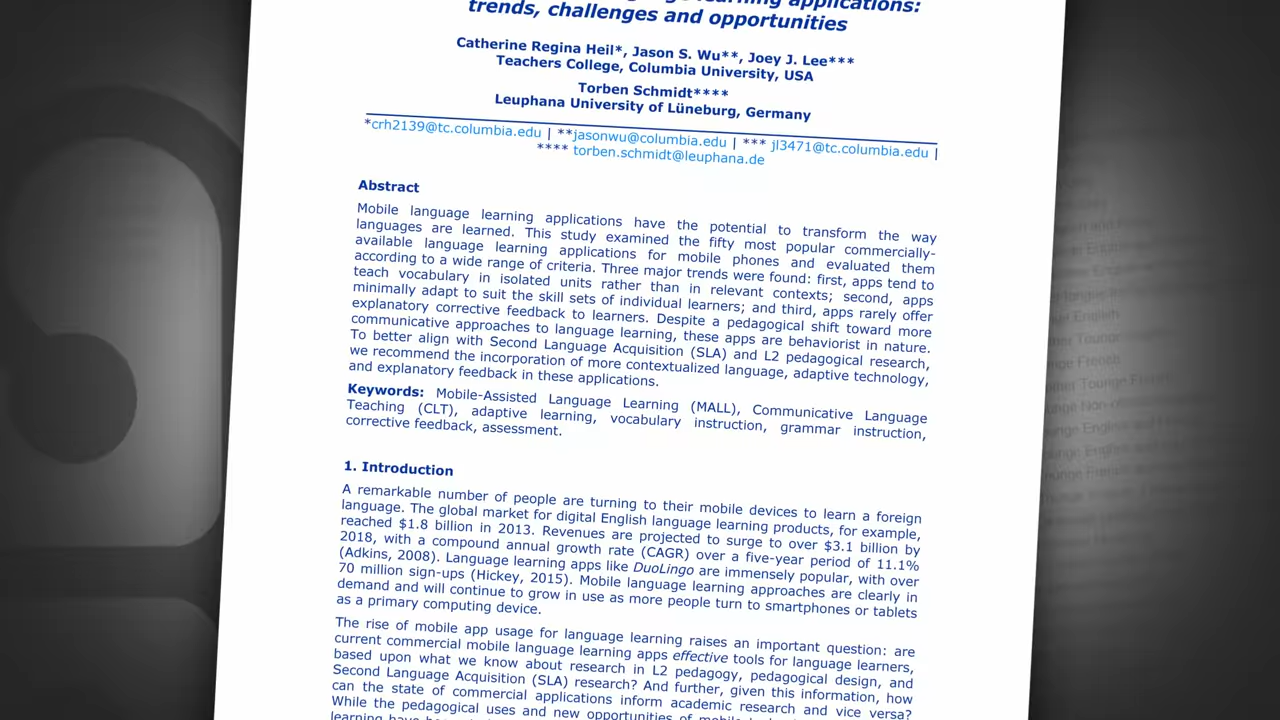 learning applications:
trends, challenges and opportunities
Catherine Regina Heil*, Jason S. Wu**, Joey J. Lee***
Teachers College, Columbia University, USA
Torben Schmidt****
Leuphana University of Lüneburg, Germany
*crh2139@tc.columbia.edu | **jasonwu@columbia.edu | *** jl3471@tc.columbia.edu |
**** torben.schmidt@leuphana.de
Abstract
Mobile language learning applications have the potential to transform the way
languages are learned. This study examined the fifty most popular commercially-
available language learning applications for mobile phones and evaluated them
according to a wide range of criteria. Three major trends were found: first, apps tend to
teach vocabulary in isolated units rather than in relevant contexts; second, apps
minimally adapt to suit the skill sets of individual learners; and third, apps rarely offer
explanatory corrective feedback to learners. Despite a pedagogical shift toward more
communicative approaches to language learning, these apps are behaviorist in nature.
To better align with Second Language Acquisition (SLA) and L2 pedagogical research,
we recommend the incorporation of more contextualized language, adaptive technology,
and explanatory feedback in these applications.
Keywords: Mobile-Assisted Language Learning (MALL), Communicative Language
Teaching (CLT), adaptive learning, vocabulary instruction, grammar instruction,
corrective feedback, assessment.
1. Introduction
A remarkable number of people are turning to their mobile devices to learn a foreign
language. The global market for digital English language learning products, for example,
reached $1.8 billion in 2013. Revenues are projected to surge to over $3.1 billion by
2018, with a compound annual growth rate (CAGR) over a five-year period of 11.1%
(Adkins, 2008). Language learning apps like DuoLingo are immensely popular, with over
70 million sign-ups (Hickey, 2015). Mobile language learning approaches are clearly in
demand and will continue to grow in use as more people turn to smartphones or tablets
as a primary computing device.
The rise of mobile app usage for language learning raises an important question: are
current commercial mobile language learning apps effective tools for language learners,
based upon what we know about research in L2 pedagogy, pedagogical design, and
Second Language Acquisition (SLA) research? And further, given this information, how
can the state of commercial applications inform academic research and vice versa?
While the pedagogical uses and new opportunities of
learning have